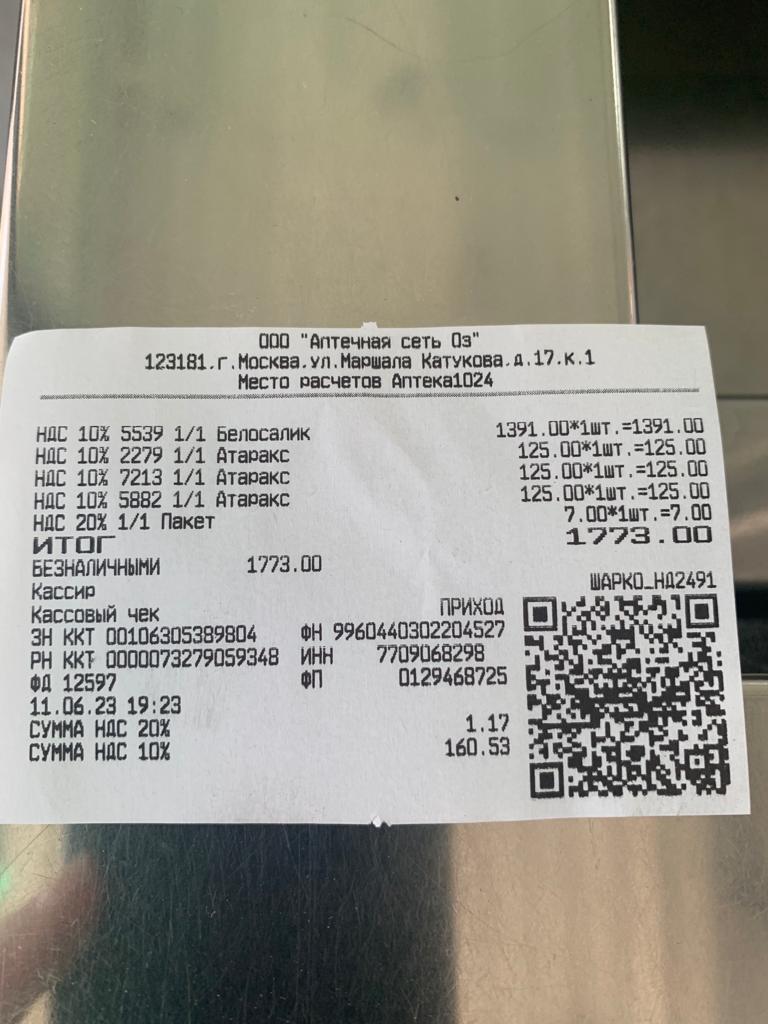 ООО "Аптечная сеть Оз"
123181.г.Москва.ул.Маршала Катукова.д.17.к.1
Место расчетов Аптека1024
НДС 10% 5539 1/1 Белосалик 1391.00*1шт.=1391.00
НДС 10% 2279 1/1 Атаракс 125.00*1шт.=125.00
НДС 10% 7213 1/1 Атаракс 125.00*1шт.=125.00
НДС 10% 5882 1/1 Атаракс 125.00*1шт.=125.00
НДС 20% 1/1 Пакет 7.00*1шт.=7.00
ИТОГ 1773.00
БЕЗНАЛИЧНЫМИ 1773.00
Кассир ШАРКО_НД2491
Кассовый чек ПРИХОД
ЗН ККТ 00106305389804 ФН 9960440302204527
РН ККТ 0000073279059348 ИНН 7709068298
ФД 12597 ФП 0129468725
11.06.23 19:23
СУММА НДС 20% 1.17
СУММА НДС 10% 160.53